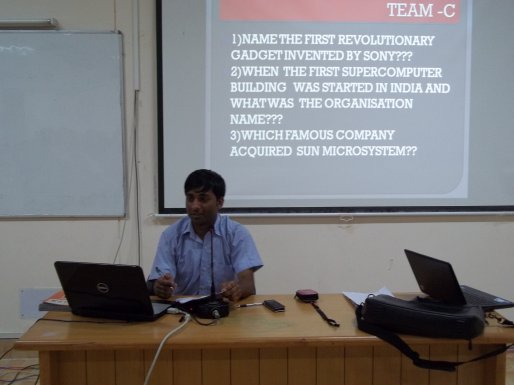 TEAM -C
1)NAME THE FIRST REVOLUTIONARY
GADGET INVENTED BY SONY???
2)WHEN THE FIRST SUPERCOMPUTER
BUILDING WAS STARTED IN INDIA AND
WHAT WAS THE ORGANISATION
NAME???
3)WHICH FAMOUS COMPANY
ACQUIRED SUN MICROSYSTEM??
DELL